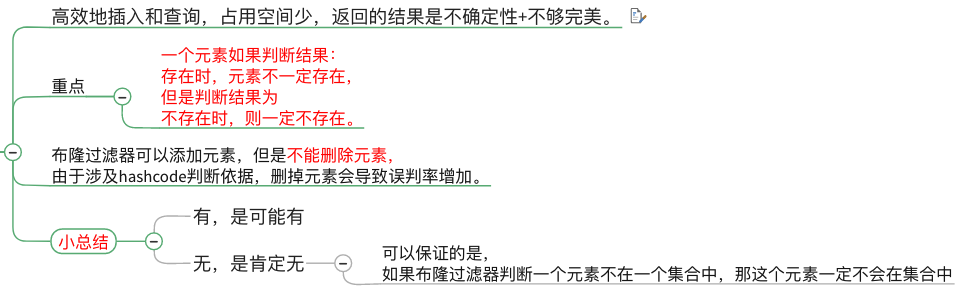 高效地插入和查询，占用空间少，返回的结果是不确定性+不够完美。
重点
一个元素如果判断结果：
存在时，元素不一定存在，
但是判断结果为
不存在时，则一定不存在。
布隆过滤器可以添加元素，但是不能删除元素，
由于涉及hashcode判断依据，删掉元素会导致误判率增加。
小总结
有，是可能有
无，是肯定无
可以保证的是，
如果布隆过滤器判断一个元素不在一个集合中，那这个元素一定不会在集合中